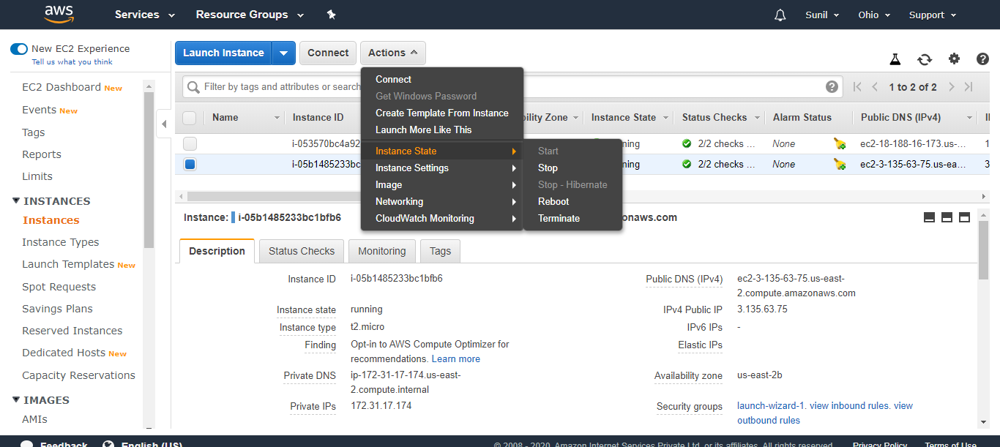 aws Services Resource Groups Sunil Ohio Support
New EC2 Experience
Tell us what you think
EC2 Dashboard New
Events New
Tags
Reports
Limits
INSTANCES
Instances
Instance Types
Launch Templates New
Spot Requests
Savings Plans
Reserved Instances
Dedicated Hosts New
Capacity Reservations
IMAGES
AMIs
Launch Instance Connect Actions
Filter by tags and attributes or search
1 to 2 of 2
Name Instance ID bility Zone Instance State Status Checks Alarm Status Public DNS (IPv4)
i-053570bc4a92 ning 2/2 checks ... None ec2-18-188-16-173.us-... 1
i-05b1485233bc ning 2/2 checks ... None ec2-3-135-63-75.us-ea... 3
Connect
Get Windows Password
Create Template From Instance
Launch More Like This
Instance State
Instance Settings
Image
Networking
CloudWatch Monitoring
Start
Stop
Stop - Hibernate
Reboot
Terminate
Instance: i-05b1485233bc1bfb6 onaws.com
Description Status Checks Monitoring Tags
Instance ID i-05b1485233bc1bfb6
Instance state running
Instance type t2.micro
Finding Opt-in to AWS Compute Optimizer for
recommendations. Learn more
Private DNS ip-172-31-17-174.us-east-
2.compute.internal
Private IPs 172.31.17.174
Public DNS (IPv4) ec2-3-135-63-75.us-east-
2.compute.amazonaws.com
IPv4 Public IP 3.135.63.75
IPv6 IPs -
Elastic IPs
Availability zone us-east-2b
Security groups launch-wizard-1. view inbound rules. view
outbound rules
Feedback English (US) © 2008 - 2020, Amazon Internet Services Private Ltd. or its affiliates. All rights reserved. Privacy Policy Terms of Use